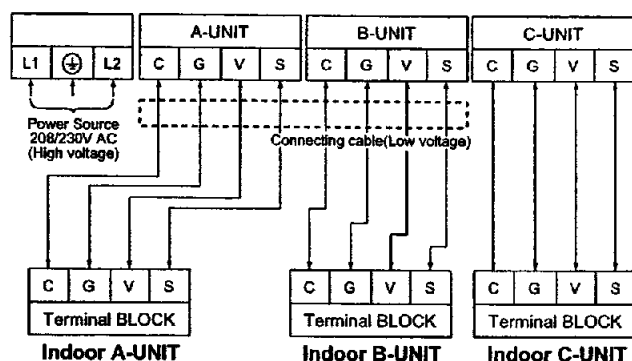 A-UNIT B-UNIT C-UNIT
L1 L2 C G V S C G V S C G V S
Power Source
208/230V AC
(High voltage)
Connecting cable(Low voltage)
C G V S C G V S C G V S
Terminal BLOCK Terminal BLOCK Terminal BLOCK
Indoor A-UNIT Indoor B-UNIT Indoor C-UNIT